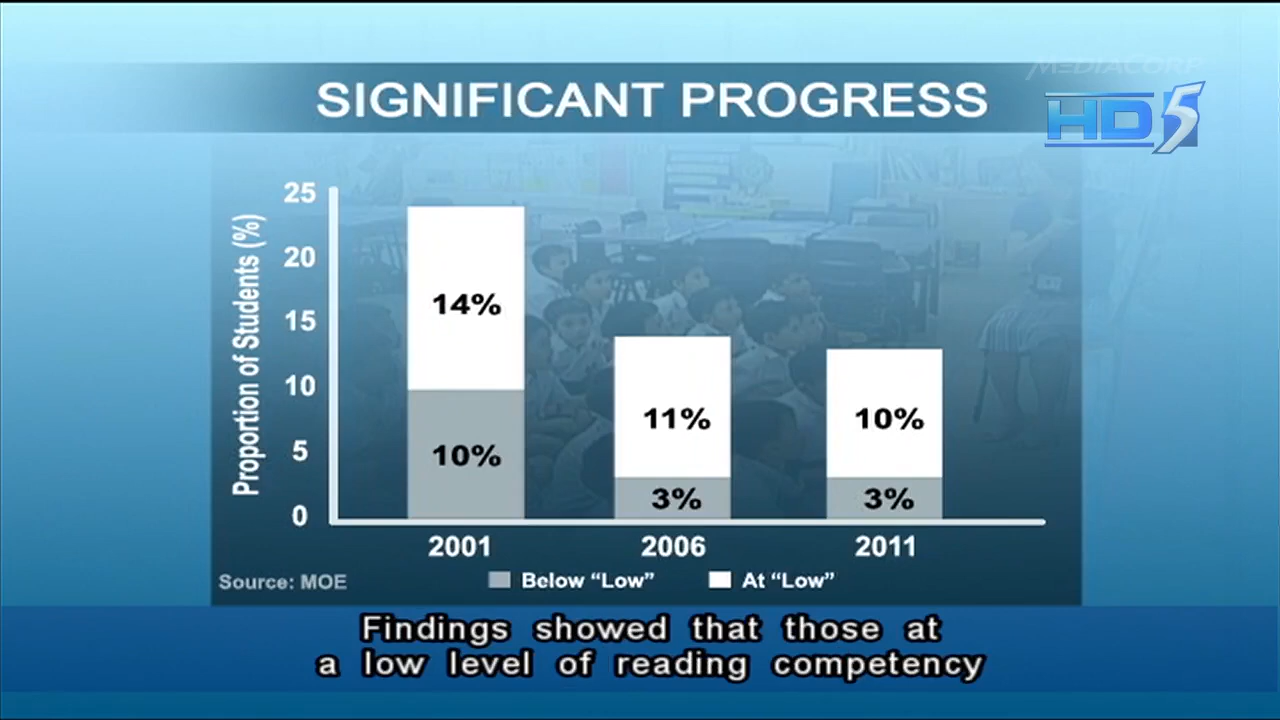 MEDIACORP
HD5
SIGNIFICANT PROGRESS
Proportion of Students (%)
25
20
15
10
5
0
14%
10%
11%
3%
10%
3%
2001
2006
2011
Source: MOE
Below “Low”
At “Low”
Findings showed that those at
a low level of reading competency